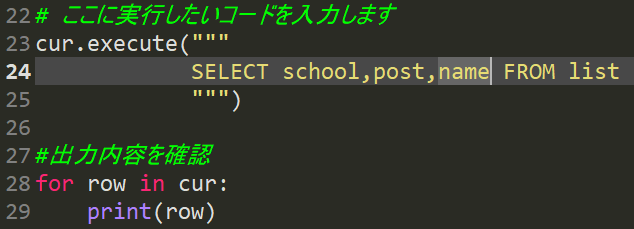 22 # ここに実行したいコードを入力します
23 cur.execute("""
24             SELECT school,post,name FROM list
25             """)
26
27 #出力内容を確認
28 for row in cur:
29     print(row)